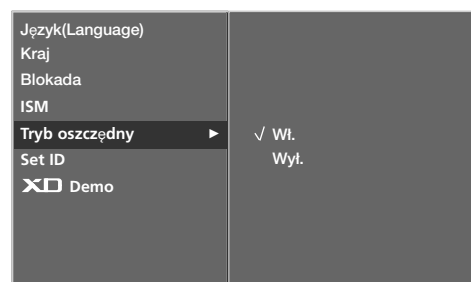 Język(Language)
Kraj
Blokada
ISM
Tryb oszczędny ▶ √ Wł.
Set ID Wył.
XD Demo